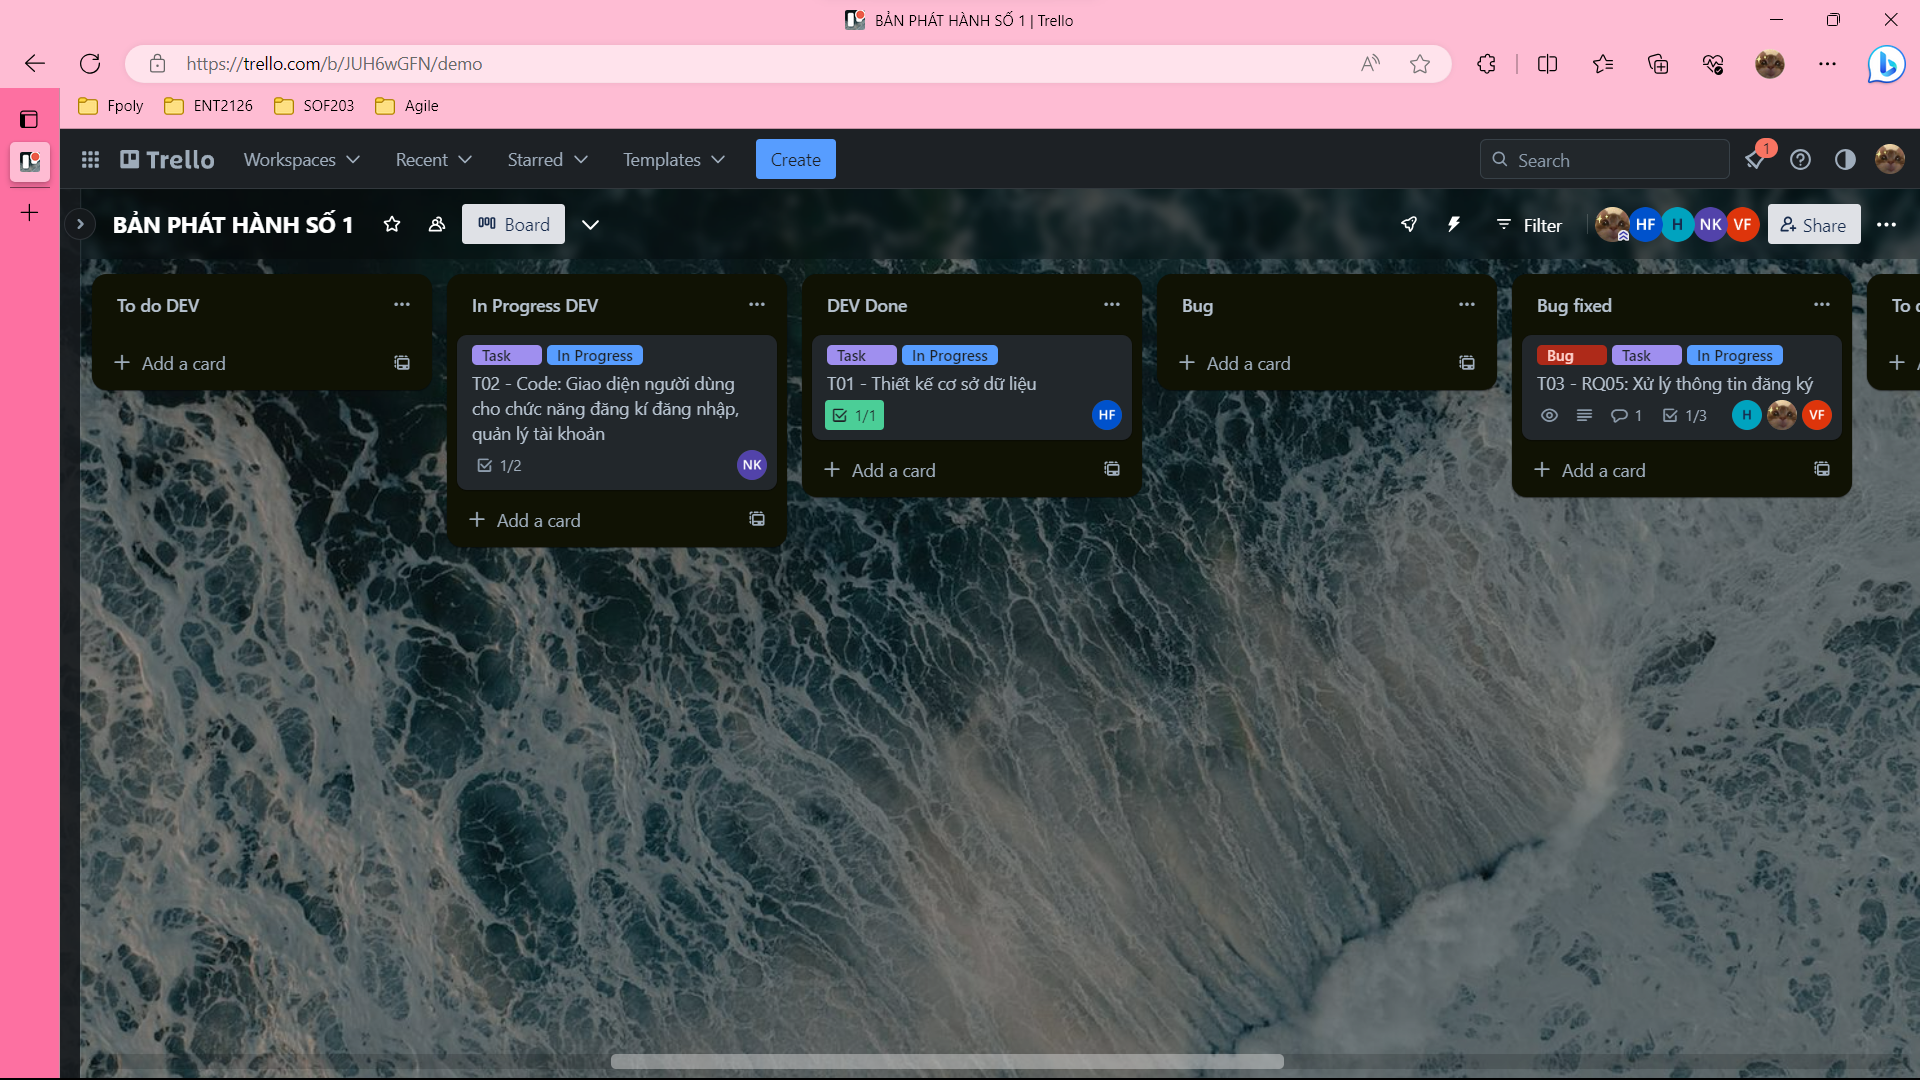 BẢN PHÁT HÀNH SỐ 1 | Trello
https://trello.com/b/JUH6wGFN/demo
Fpoly
ENT2126
SOF203
Agile
Trello
Workspaces
Recent
Starred
Templates
Create
Search
1
BẢN PHÁT HÀNH SỐ 1
Board
Filter
HF
H
NK
VF
Share
To do DEV
Add a card
In Progress DEV
Task
In Progress
T02 - Code: Giao diện người dùng
cho chức năng đăng kí đăng nhập,
quản lý tài khoản
1/2
NK
Add a card
DEV Done
Task
In Progress
T01 - Thiết kế cơ sở dữ liệu
1/1
HF
Add a card
Bug
Add a card
Bug fixed
Bug
Task
In Progress
T03 - RQ05: Xử lý thông tin đăng ký
1
1/3
H
VF
Add a card
To